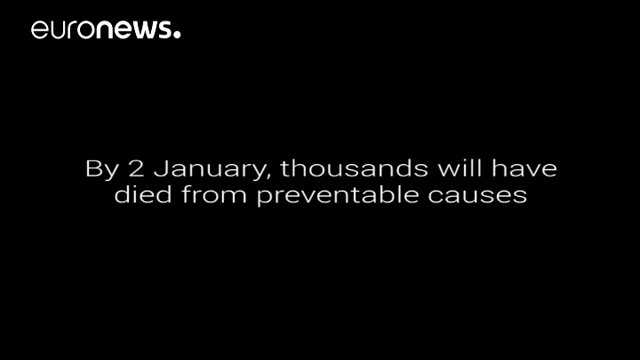 euronews.
By 2 January, thousands will have
died from preventable causes